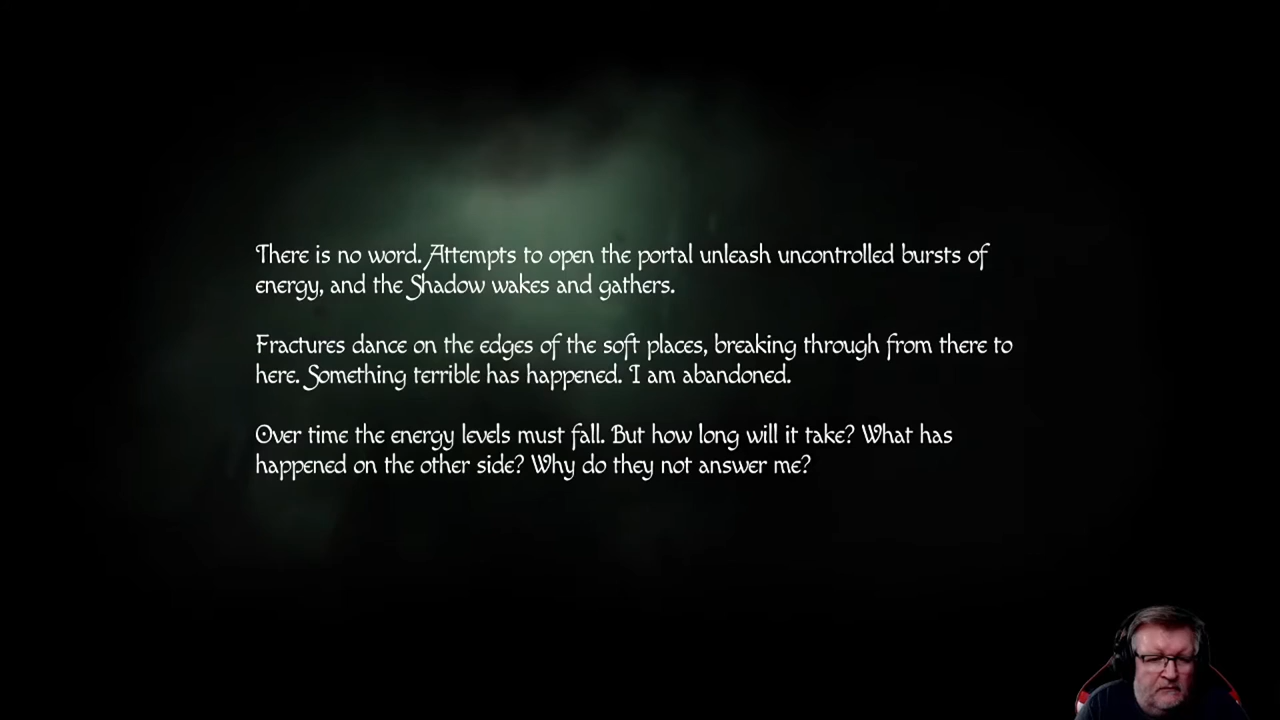 There is no word. Attempts to open the portal unleash uncontrolled bursts of
energy, and the Shadow wakes and gathers.
Fractures dance on the edges of the soft places, breaking through from there to
here. Something terrible has happened. I am abandoned.
Over time the energy levels must fall. But how long will it take? What has
happened on the other side? Why do they not answer me?